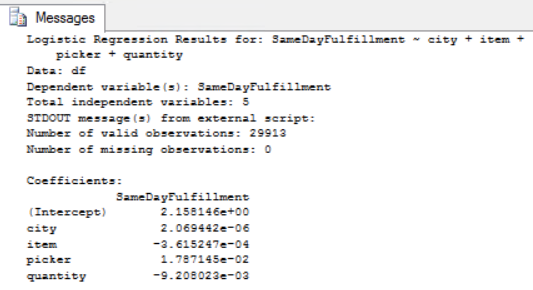 Messages
Logistic Regression Results for: SameDayFulfillment ~ city + item +
picker + quantity
Data: df
Dependent variable(s): SameDayFulfillment
Total independent variables: 5
STDOUT message(s) from external script:
Number of valid observations: 29913
Number of missing observations: 0
Coefficients:
SameDayFulfillment
(Intercept) 2.158146e+00
city 2.069442e-06
item -3.615247e-04
picker 1.787145e-02
quantity -9.208023e-03